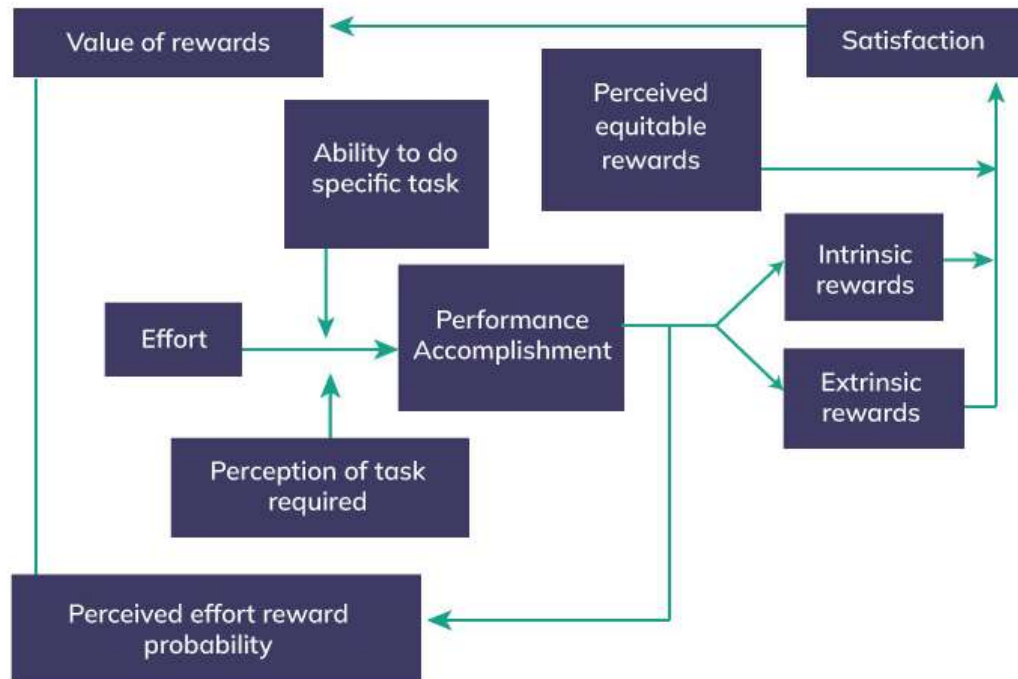 Value of rewards
Satisfaction
Perceived
equitable
rewards
Ability to do
specific task
Intrinsic
rewards
Effort
Performance
Accomplishment
Extrinsic
rewards
Perception of task
required
Perceived effort reward
probability